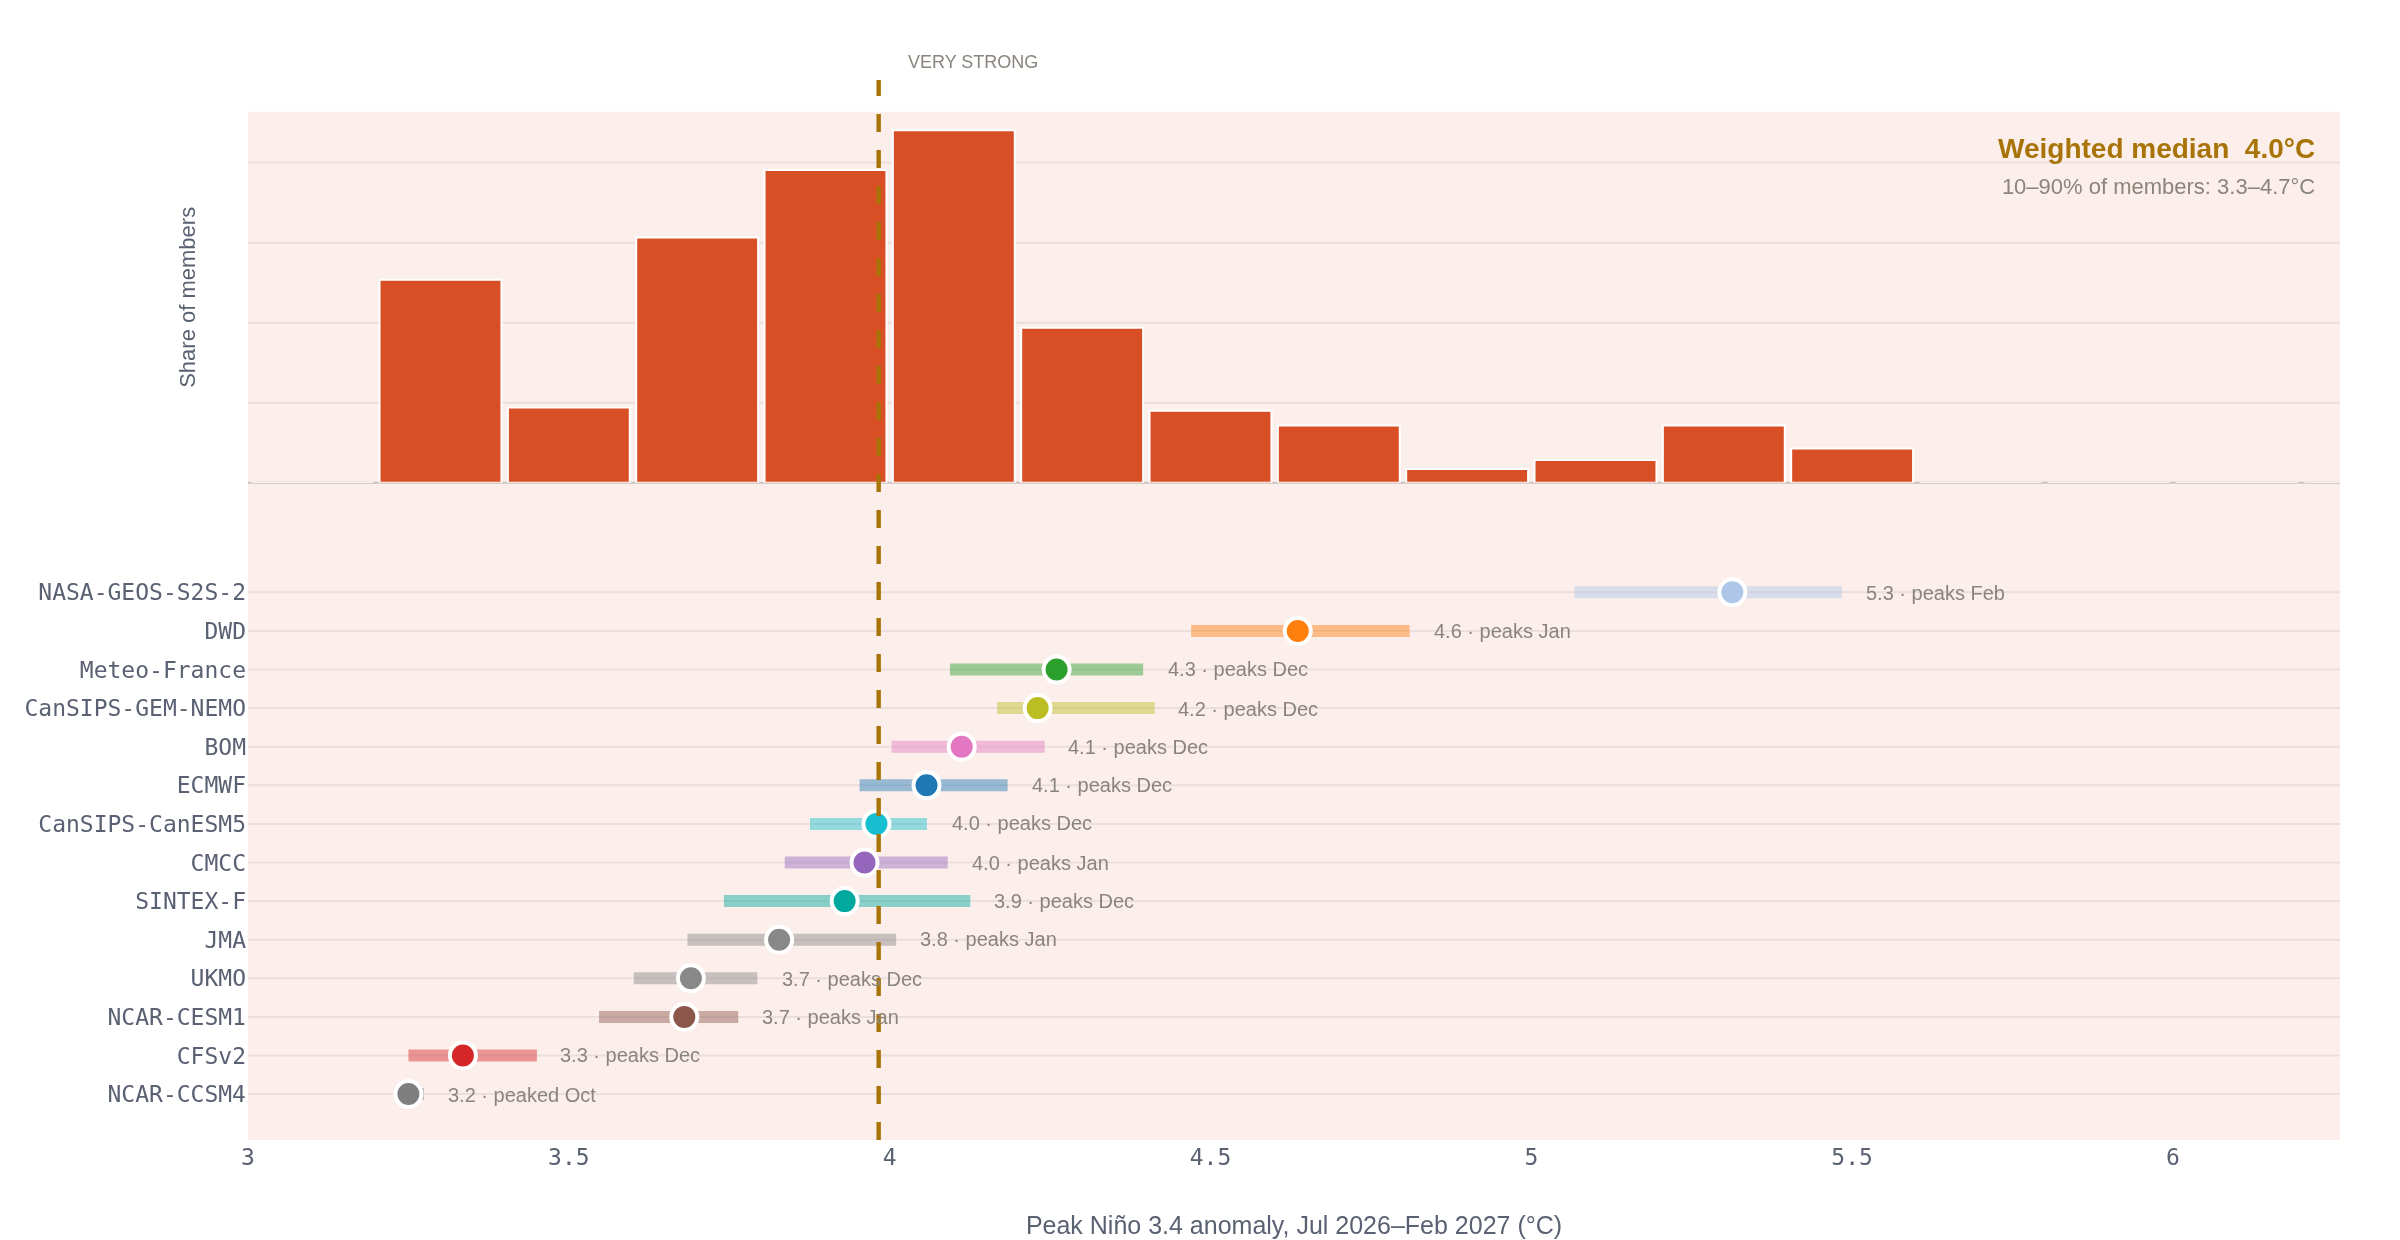 VERY STRONG
Weighted median 4.0°C
10–90% of members: 3.3–4.7°C
Share of members
NASA-GEOS-S2S-2 5.3 · peaks Feb
DWD 4.6 · peaks Jan
Meteo-France 4.3 · peaks Dec
CanSIPS-GEM-NEMO 4.2 · peaks Dec
BOM 4.1 · peaks Dec
ECMWF 4.1 · peaks Dec
CanSIPS-CanESM5 4.0 · peaks Dec
CMCC 4.0 · peaks Jan
SINTEX-F 3.9 · peaks Dec
JMA 3.8 · peaks Jan
UKMO 3.7 · peaks Dec
NCAR-CESM1 3.7 · peaks Jan
CFSv2 3.3 · peaks Dec
NCAR-CCSM4 3.2 · peaked Oct
3 3.5 4 4.5 5 5.5 6
Peak Niño 3.4 anomaly, Jul 2026–Feb 2027 (°C)